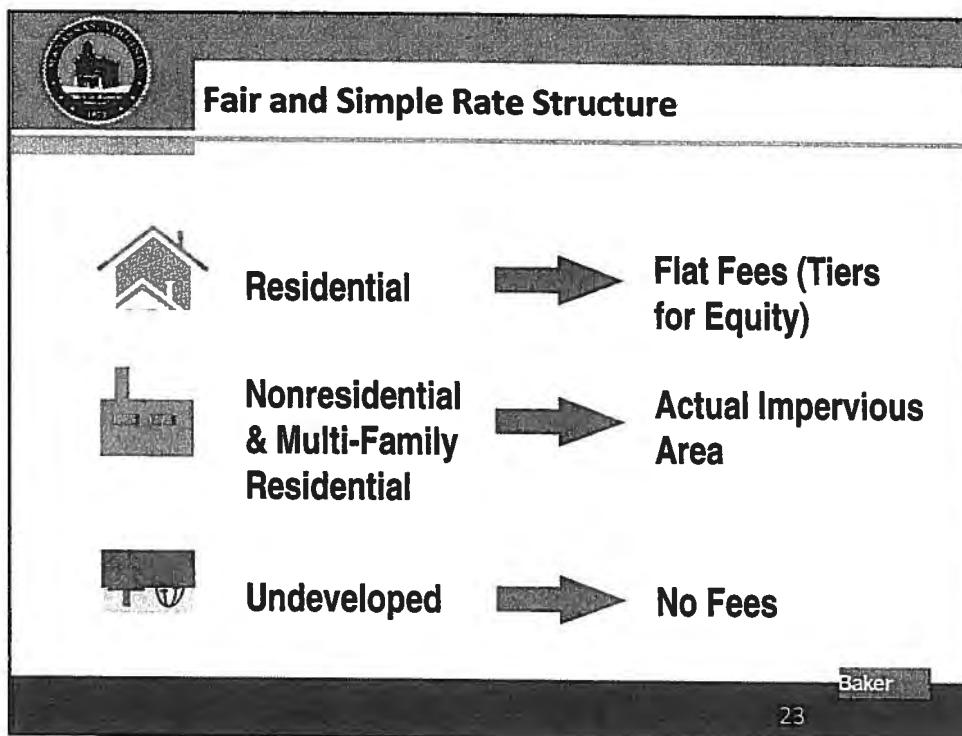 Fair and Simple Rate Structure
Residential
Flat Fees (Tiers
for Equity)
Nonresidential
& Multi-Family
Residential
Actual Impervious
Area
Undeveloped
No Fees
Baker
23